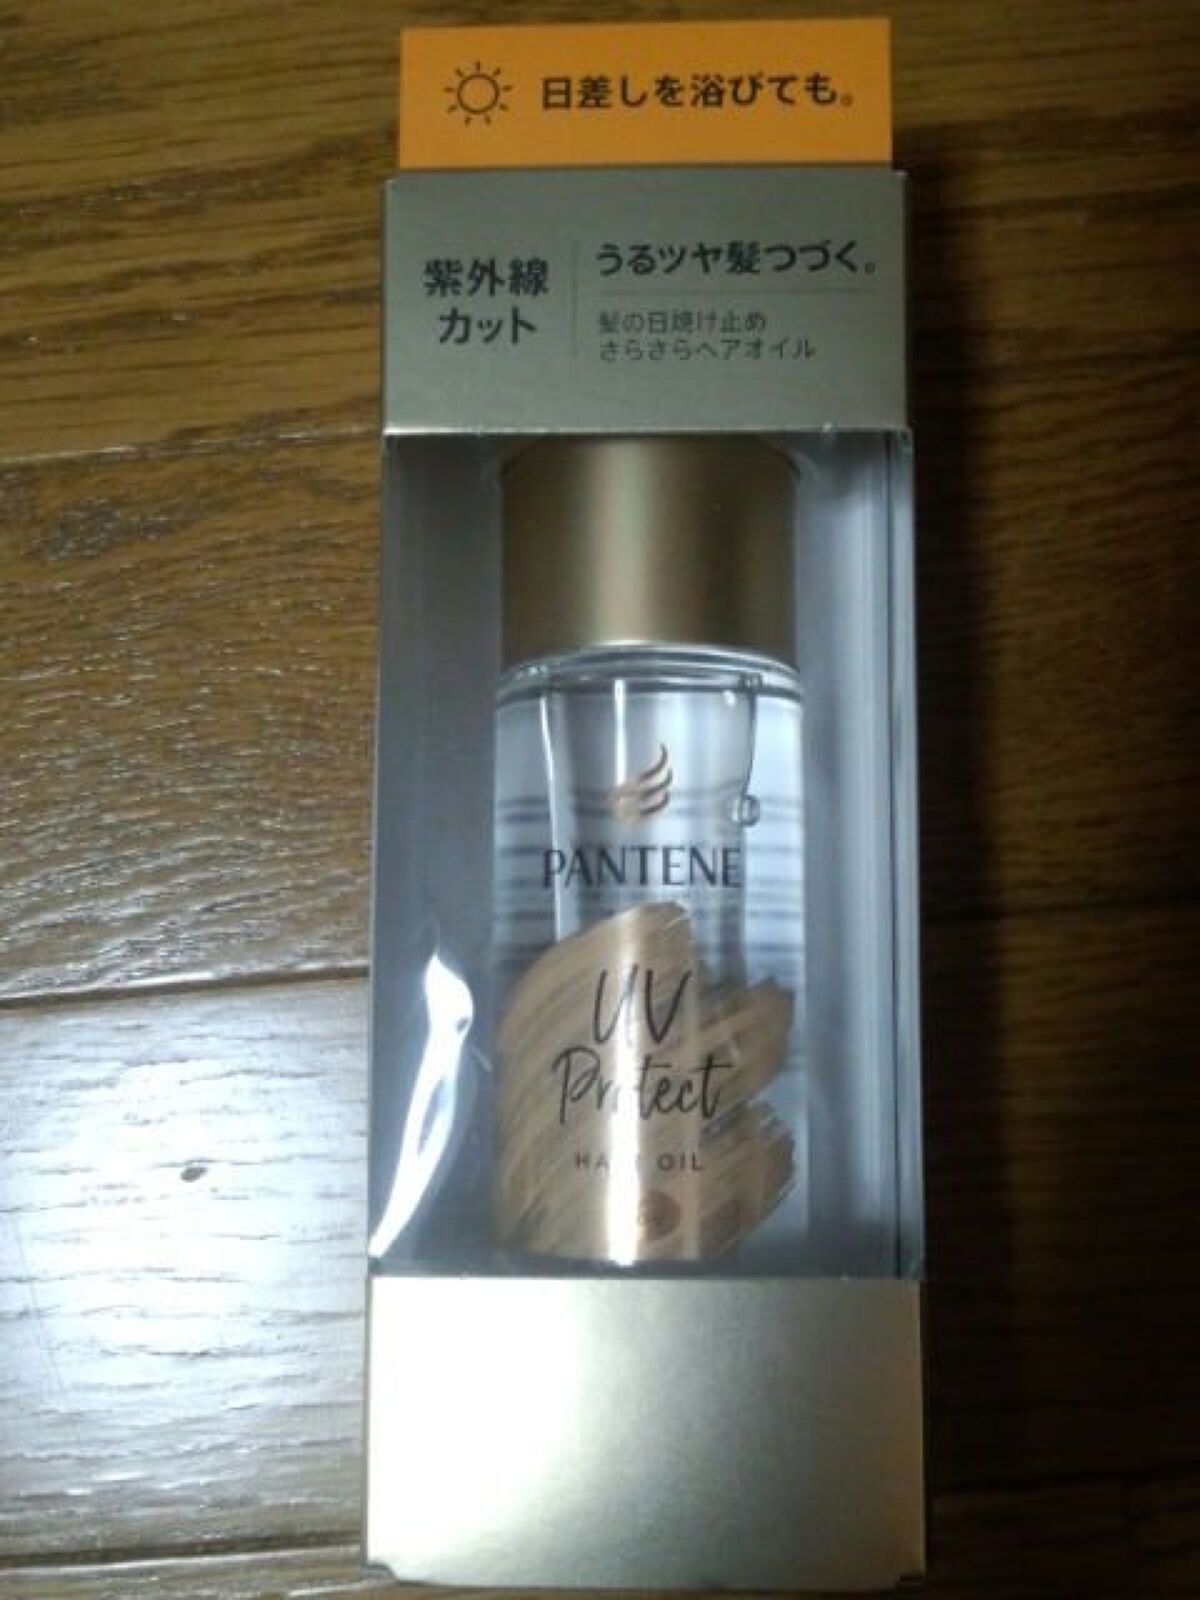 日差しを浴びても。
紫外線
カット
うるツヤ髪つづく。
髪の日焼け止め
さらさらヘアオイル
PANTENE
UV
Protect
HAIR OIL